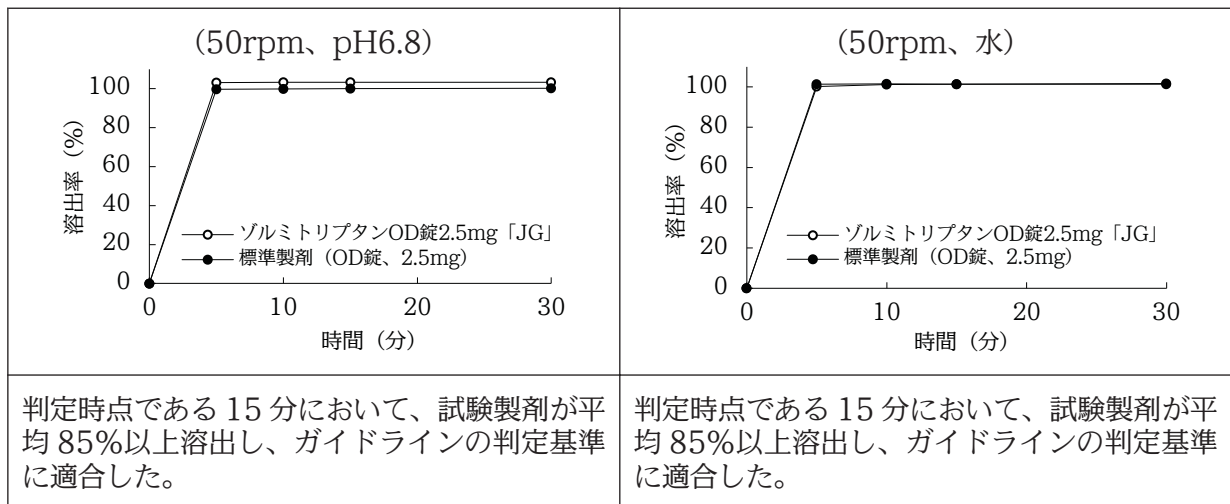 (50rpm、pH6.8)
100
80
60
40
20
0
溶出率 (%)
ゾルミトリプタンOD錠2.5mg「JG」
標準製剤（OD錠、2.5mg）
0 10 20 30
時間（分）
判定時点である 15 分において、試験製剤が平
均 85%以上溶出し、ガイドラインの判定基準
に適合した。
(50rpm、水)
100
80
60
40
20
0
溶出率 (%)
ゾルミトリプタンOD錠2.5mg「JG」
標準製剤（OD錠、2.5mg）
0 10 20 30
時間（分）
判定時点である 15 分において、試験製剤が平
均 85%以上溶出し、ガイドラインの判定基準
に適合した。